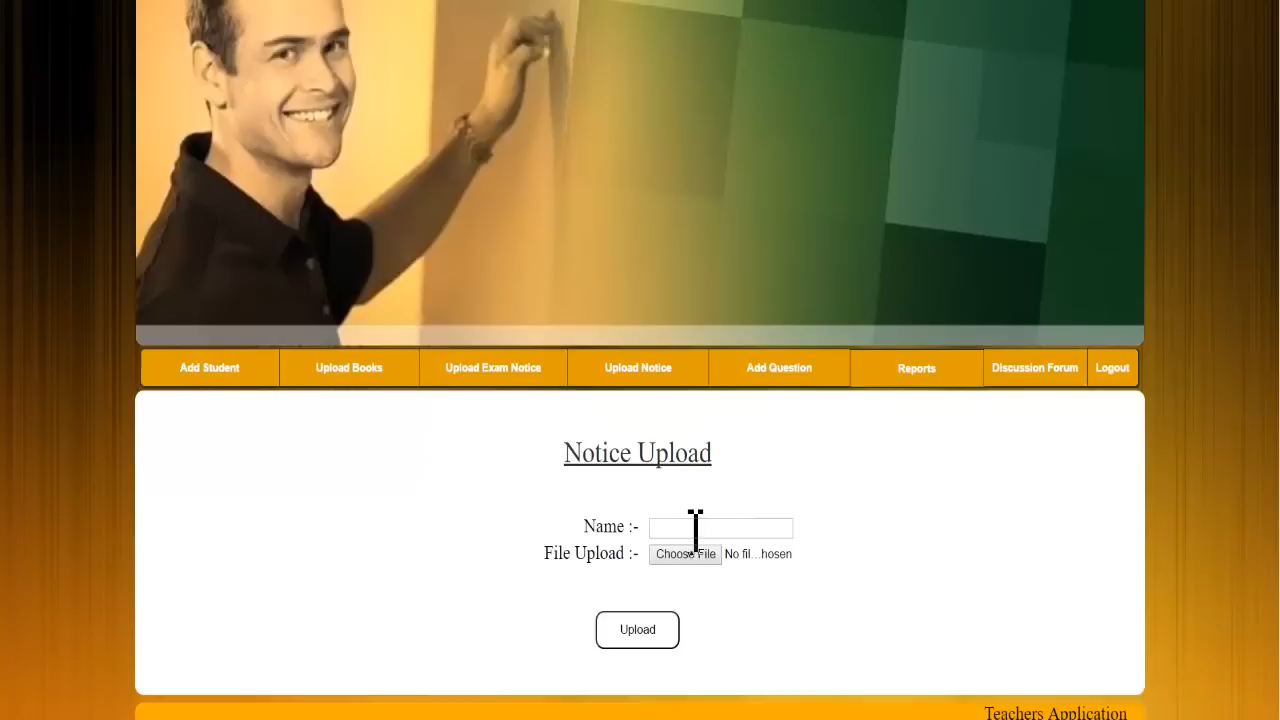 Add Student Upload Books Upload Exam Notice Upload Notice Add Question Reports Discussion Forum Logout
Notice Upload
Name :-
File Upload :- Choose File No fil...hosen
Upload
Teachers Application